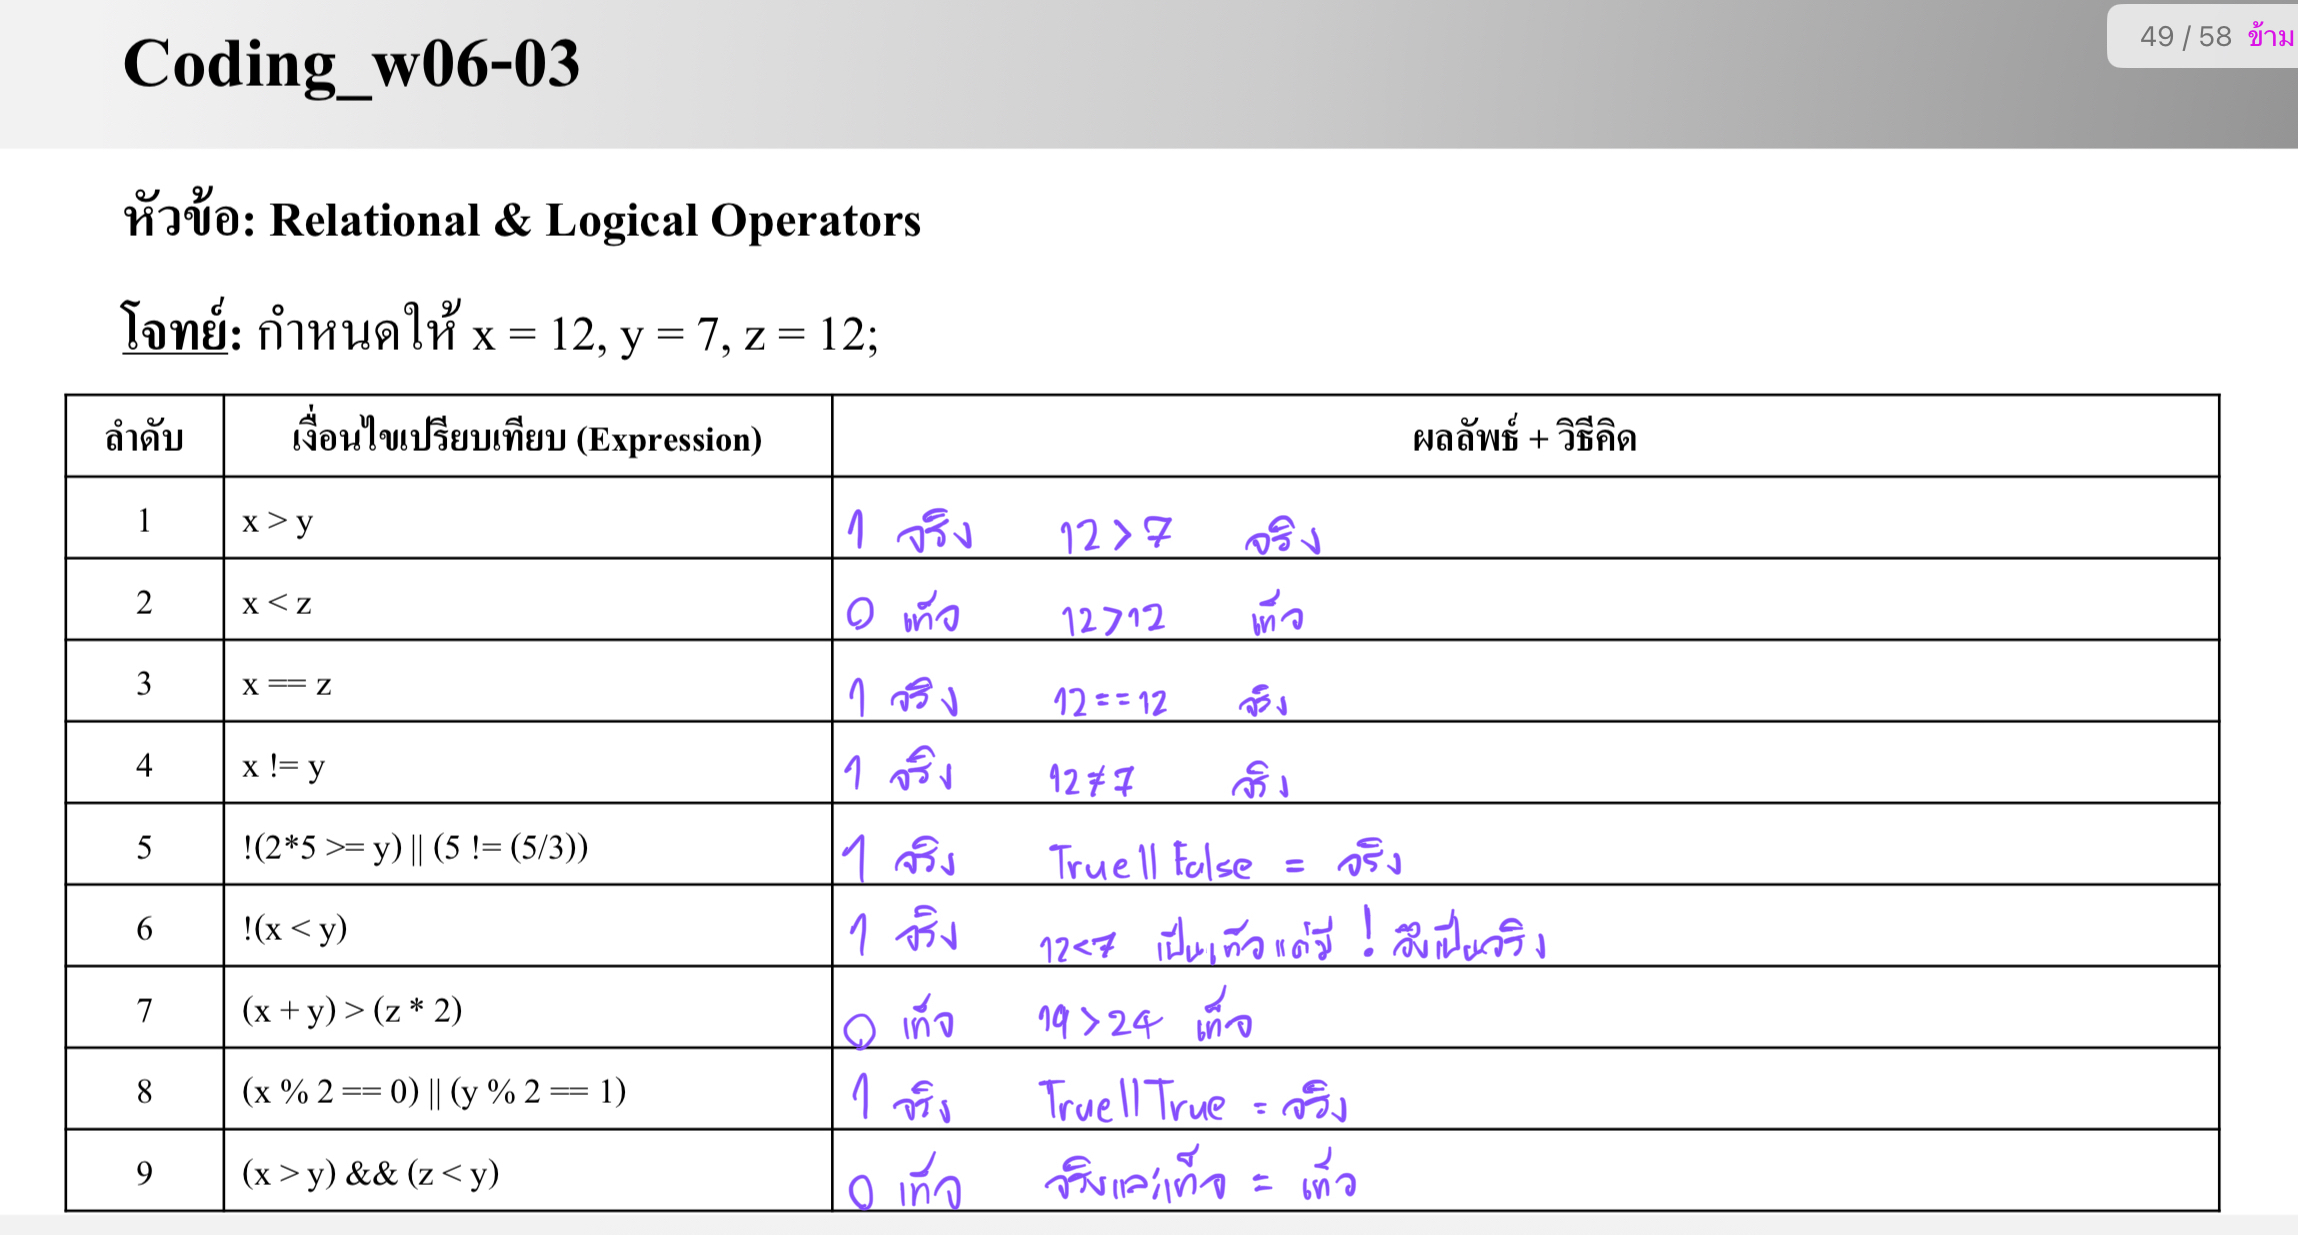 Coding_w06-03
49 / 58 ข้าม
หัวข้อ: Relational & Logical Operators
โจทย์: กำหนดให้ x = 12, y = 7, z = 12;
ลำดับ เงื่อนไขเปรียบเทียบ (Expression) ผลลัพธ์ + วิธีคิด
1 x > y 1 จริง 12 > 7 จริง
2 x < z 0 เท็จ 12 > 12 เท็จ
3 x == z 1 จริง 12 == 12 จริง
4 x != y 1 จริง 12 ≠ 7 จริง
5 !(2*5 >= y) || (5 != (5/3)) 1 จริง True || False = จริง
6 !(x < y) 1 จริง 12 < 7 เป็นเท็จ แต่มี ! จึงเป็นจริง
7 (x + y) > (z * 2) 0 เท็จ 19 > 24 เท็จ
8 (x % 2 == 0) || (y % 2 == 1) 1 จริง True || True = จริง
9 (x > y) && (z < y) 0 เท็จ จริงและเท็จ = เท็จ